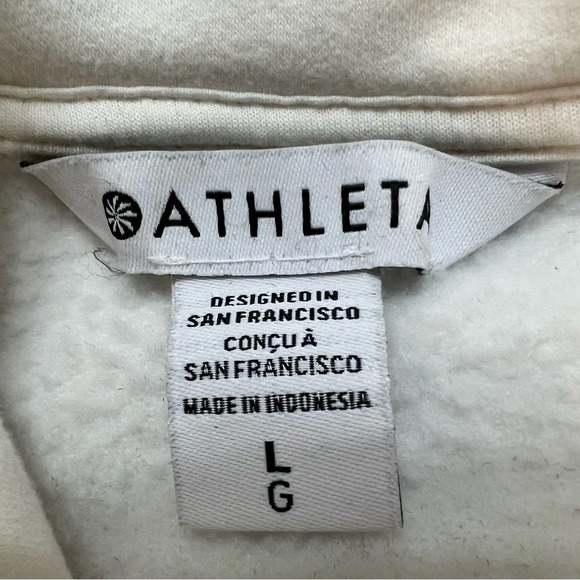 ATHLETA
DESIGNED IN
SAN FRANCISCO
CONÇU À
SAN FRANCISCO
MADE IN INDONESIA
L
G